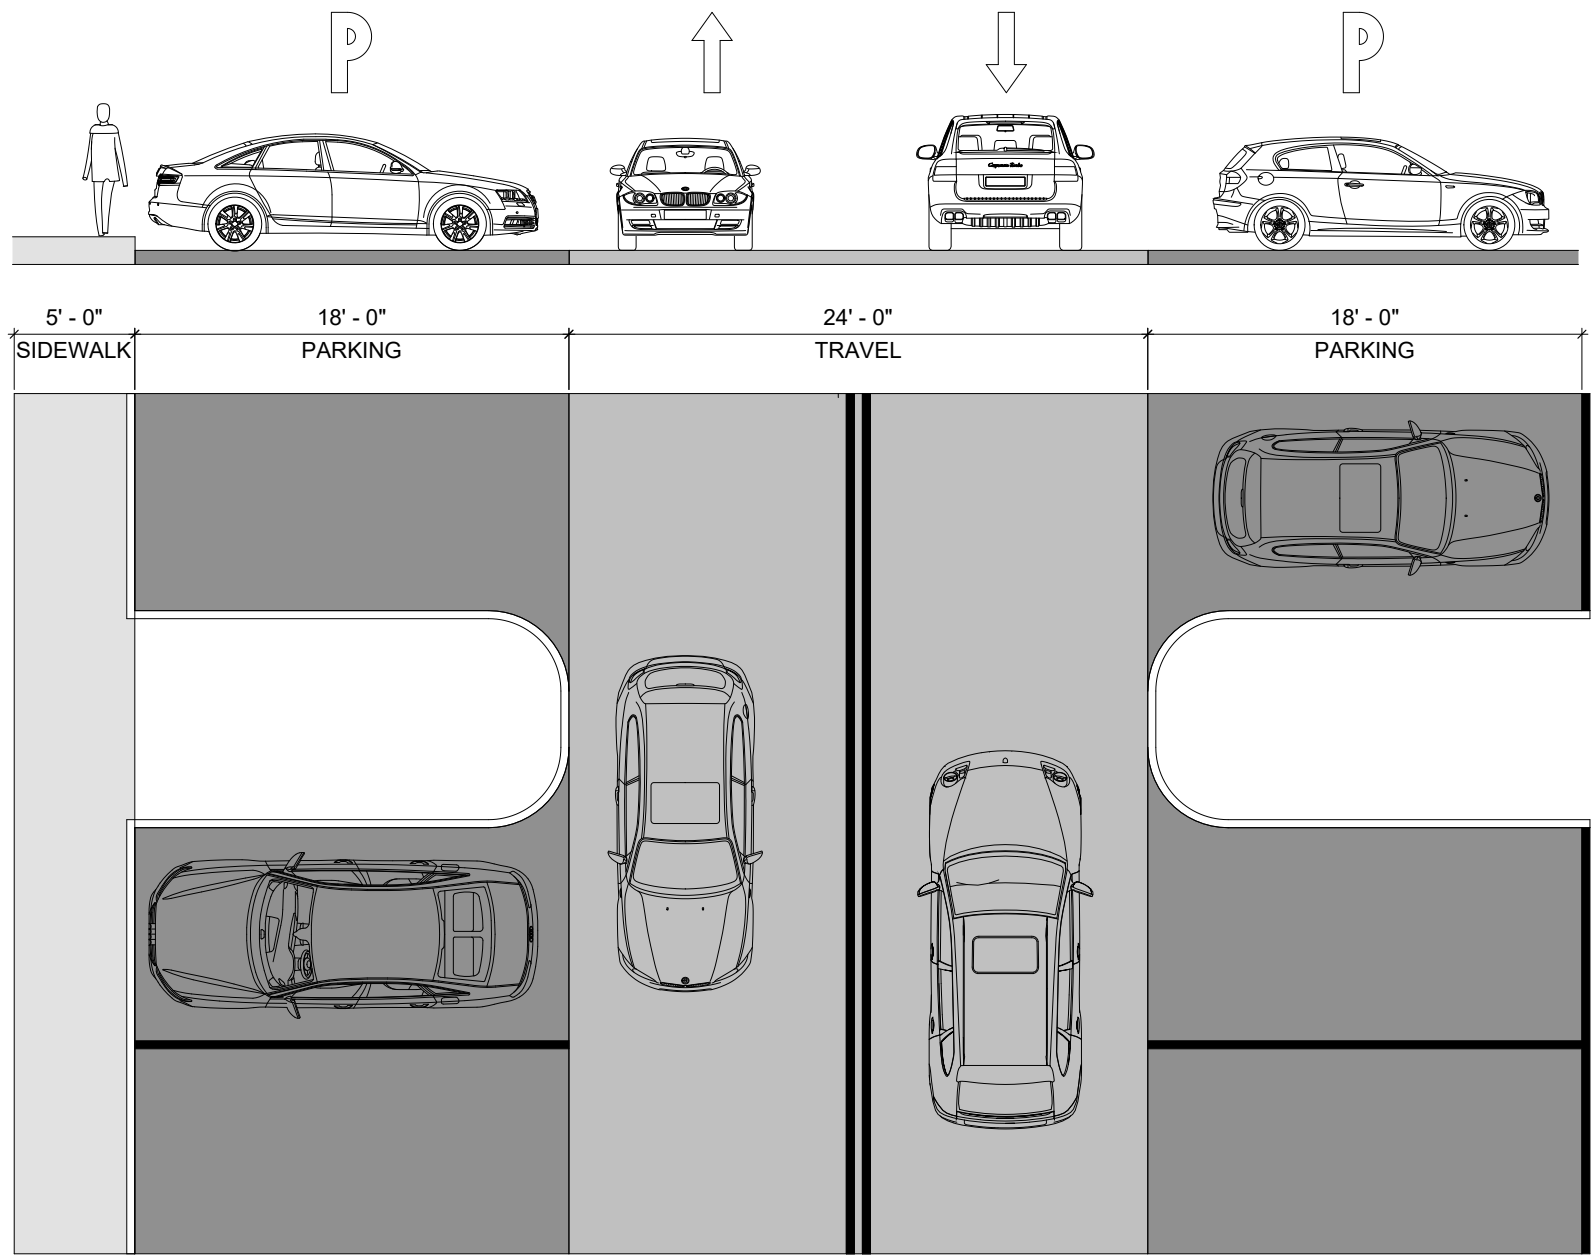 P P
5' - 0" 18' - 0" 24' - 0" 18' - 0"
SIDEWALK PARKING TRAVEL PARKING